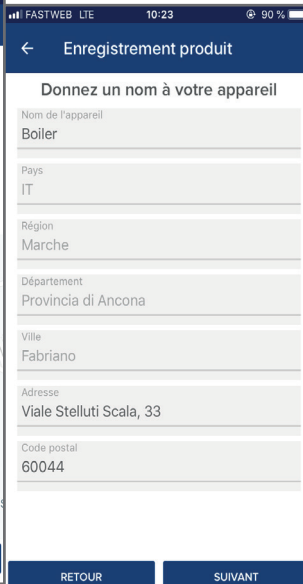 FASTWEB LTE 10:23 90 %
Enregistrement produit
Donnez un nom à votre appareil
Nom de l'appareil
Boiler
Pays
IT
Région
Marche
Département
Provincia di Ancona
Ville
Fabriano
Adresse
Viale Stelluti Scala, 33
Code postal
60044
RETOUR SUIVANT